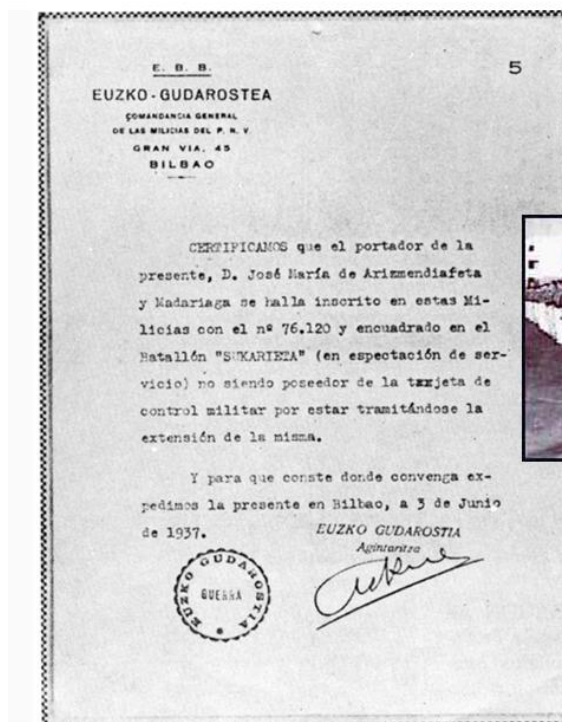 E. B. B.
5
EUZKO-GUDAROSTEA
COMANDANCIA GENERAL
DE LAS MILICIAS DEL P. N. V.
GRAN VIA, 45
BILBAO
CERTIFICAMOS que el portador de la
presente, D. José María de Arizmendiafeta
y Madariaga se halla inscrito en estas Mi-
licias con el nº 76.120 y encuadrado en el
Batallón "SUKARIETA" (en espectación de ser-
vicio) no siendo poseedor de la txxjeta de
control militar por estar tramitándose la
extensión de la misma.
Y para que conste donde convenga ex-
pedimos la presente en Bilbao, a 3 de Junio
de 1937.
EUZKO GUDAROSTIA
Agintaritza
EUZKO GUDAROSTIA
GUERRA